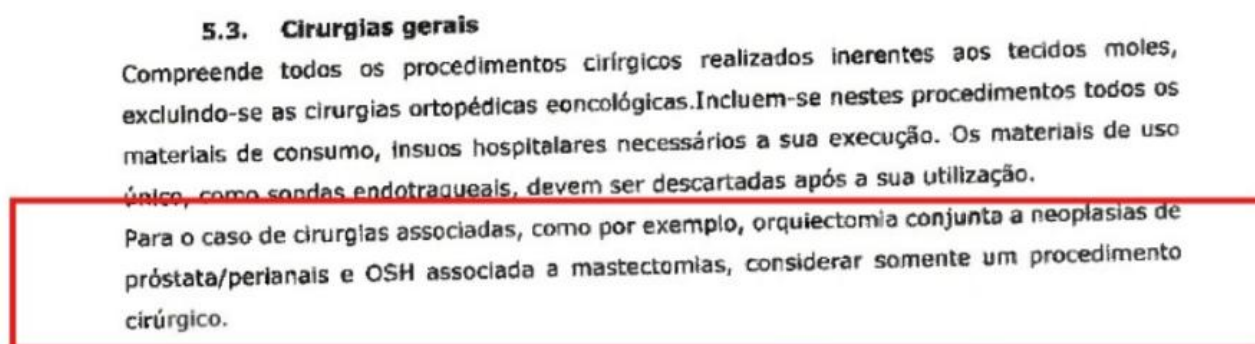 5.3. Cirurgias gerais
Compreende todos os procedimentos cirírgicos realizados inerentes aos tecidos moles,
excluindo-se as cirurgias ortopédicas eoncológicas.Incluem-se nestes procedimentos todos os
materiais de consumo, insuos hospitalares necessários a sua execução. Os materiais de uso
único, como sondas endotraqueais, devem ser descartadas após a sua utilização.
Para o caso de cirurgias associadas, como por exemplo, orquiectomia conjunta a neoplasias de
próstata/perianais e OSH associada a mastectomias, considerar somente um procedimento
cirúrgico.